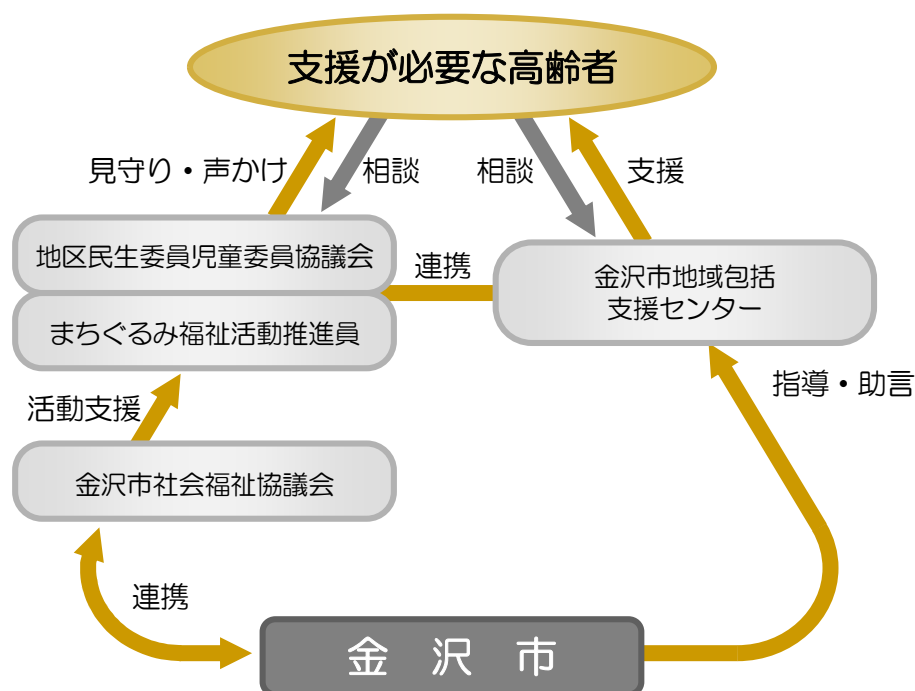 支援が必要な高齢者
見守り・声かけ
相談
相談
支援
地区民生委員児童委員協議会
まちぐるみ福祉活動推進員
連携
金沢市地域包括
支援センター
活動支援
指導・助言
金沢市社会福祉協議会
連携
金沢市